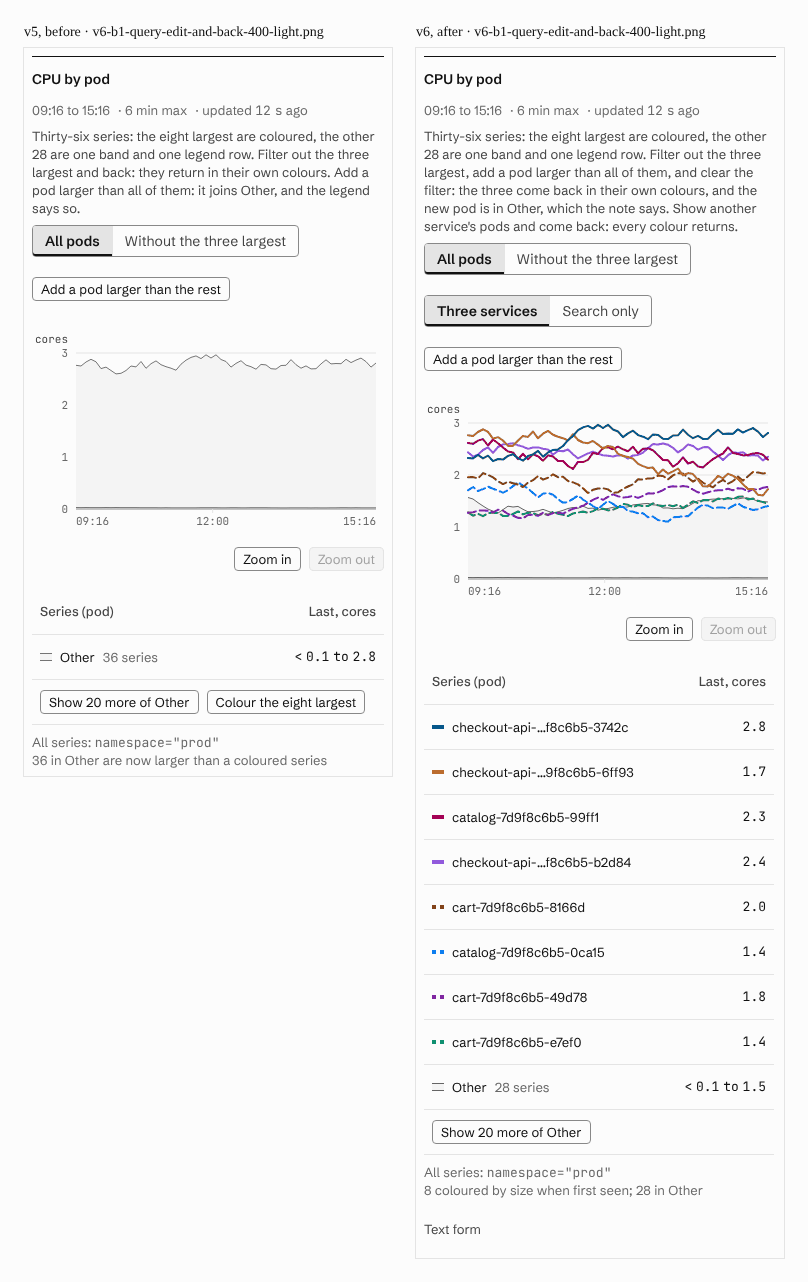 v5, before · v6-b1-query-edit-and-back-400-light.png
CPU by pod
09:16 to 15:16 · 6 min max · updated 12 s ago
Thirty-six series: the eight largest are coloured, the other
28 are one band and one legend row. Filter out the three
largest and back: they return in their own colours. Add a
pod larger than all of them: it joins Other, and the legend
says so.
All pods Without the three largest
Add a pod larger than the rest
cores
3
2
1
0
09:16 12:00 15:16
Zoom in Zoom out
Series (pod) Last, cores
Other 36 series < 0.1 to 2.8
Show 20 more of Other Colour the eight largest
All series: namespace="prod"
36 in Other are now larger than a coloured series
v6, after · v6-b1-query-edit-and-back-400-light.png
CPU by pod
09:16 to 15:16 · 6 min max · updated 12 s ago
Thirty-six series: the eight largest are coloured, the other
28 are one band and one legend row. Filter out the three
largest, add a pod larger than all of them, and clear the
filter: the three come back in their own colours, and the
new pod is in Other, which the note says. Show another
service's pods and come back: every colour returns.
All pods Without the three largest
Three services Search only
Add a pod larger than the rest
cores
3
2
1
0
09:16 12:00 15:16
Zoom in Zoom out
Series (pod) Last, cores
checkout-api-…f8c6b5-3742c 2.8
checkout-api-…9f8c6b5-6ff93 1.7
catalog-7d9f8c6b5-99ff1 2.3
checkout-api-…f8c6b5-b2d84 2.4
cart-7d9f8c6b5-8166d 2.0
catalog-7d9f8c6b5-0ca15 1.4
cart-7d9f8c6b5-49d78 1.8
cart-7d9f8c6b5-e7ef0 1.4
Other 28 series < 0.1 to 1.5
Show 20 more of Other
All series: namespace="prod"
8 coloured by size when first seen; 28 in Other
Text form